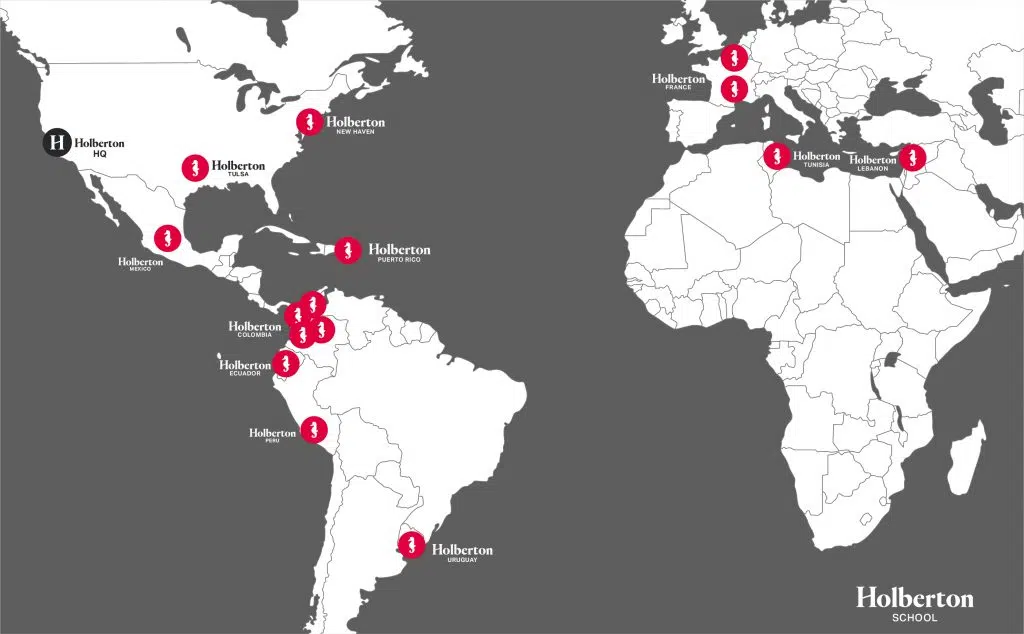 Holberton
FRANCE
Holberton
NEW HAVEN
H
Holberton
HQ
Holberton
TULSA
Holberton
TUNISIA
Holberton
LEBANON
Holberton
MEXICO
Holberton
PUERTO RICO
Holberton
COLOMBIA
Holberton
ECUADOR
Holberton
PERU
Holberton
URUGUAY
Holberton
SCHOOL